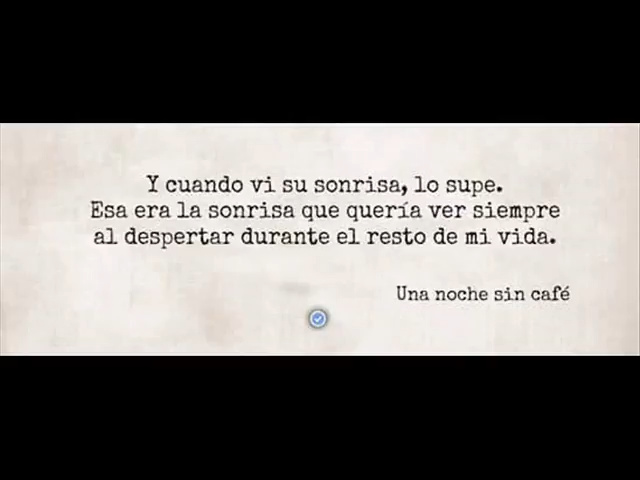 Y cuando vi su sonrisa, lo supe.
Esa era la sonrisa que quería ver siempre
al despertar durante el resto de mi vida.
Una noche sin café